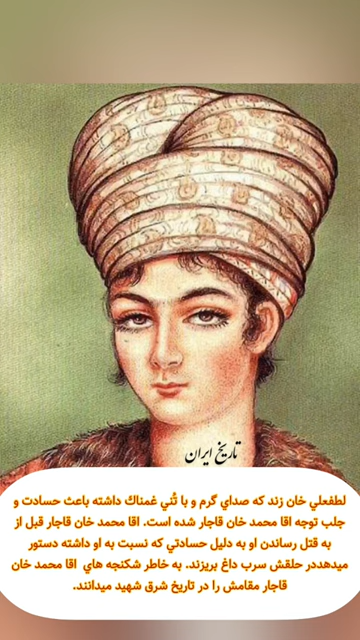 تاریخ ایران
لطفعلي خان زند كه صداي گرم و با تُني غمناك داشته باعث حسادت و
جلب توجه اقا محمد خان قاجار شده است. اقا محمد خان قاجار قبل از
به قتل رساندن او به دليل حسادتي كه نسبت به او داشته دستور
ميدهددر حلقش سرب داغ بريزند. به خاطر شكنجه هاي  اقا محمد خان
قاجار مقامش را در تاريخ شرق شهيد ميدانند.